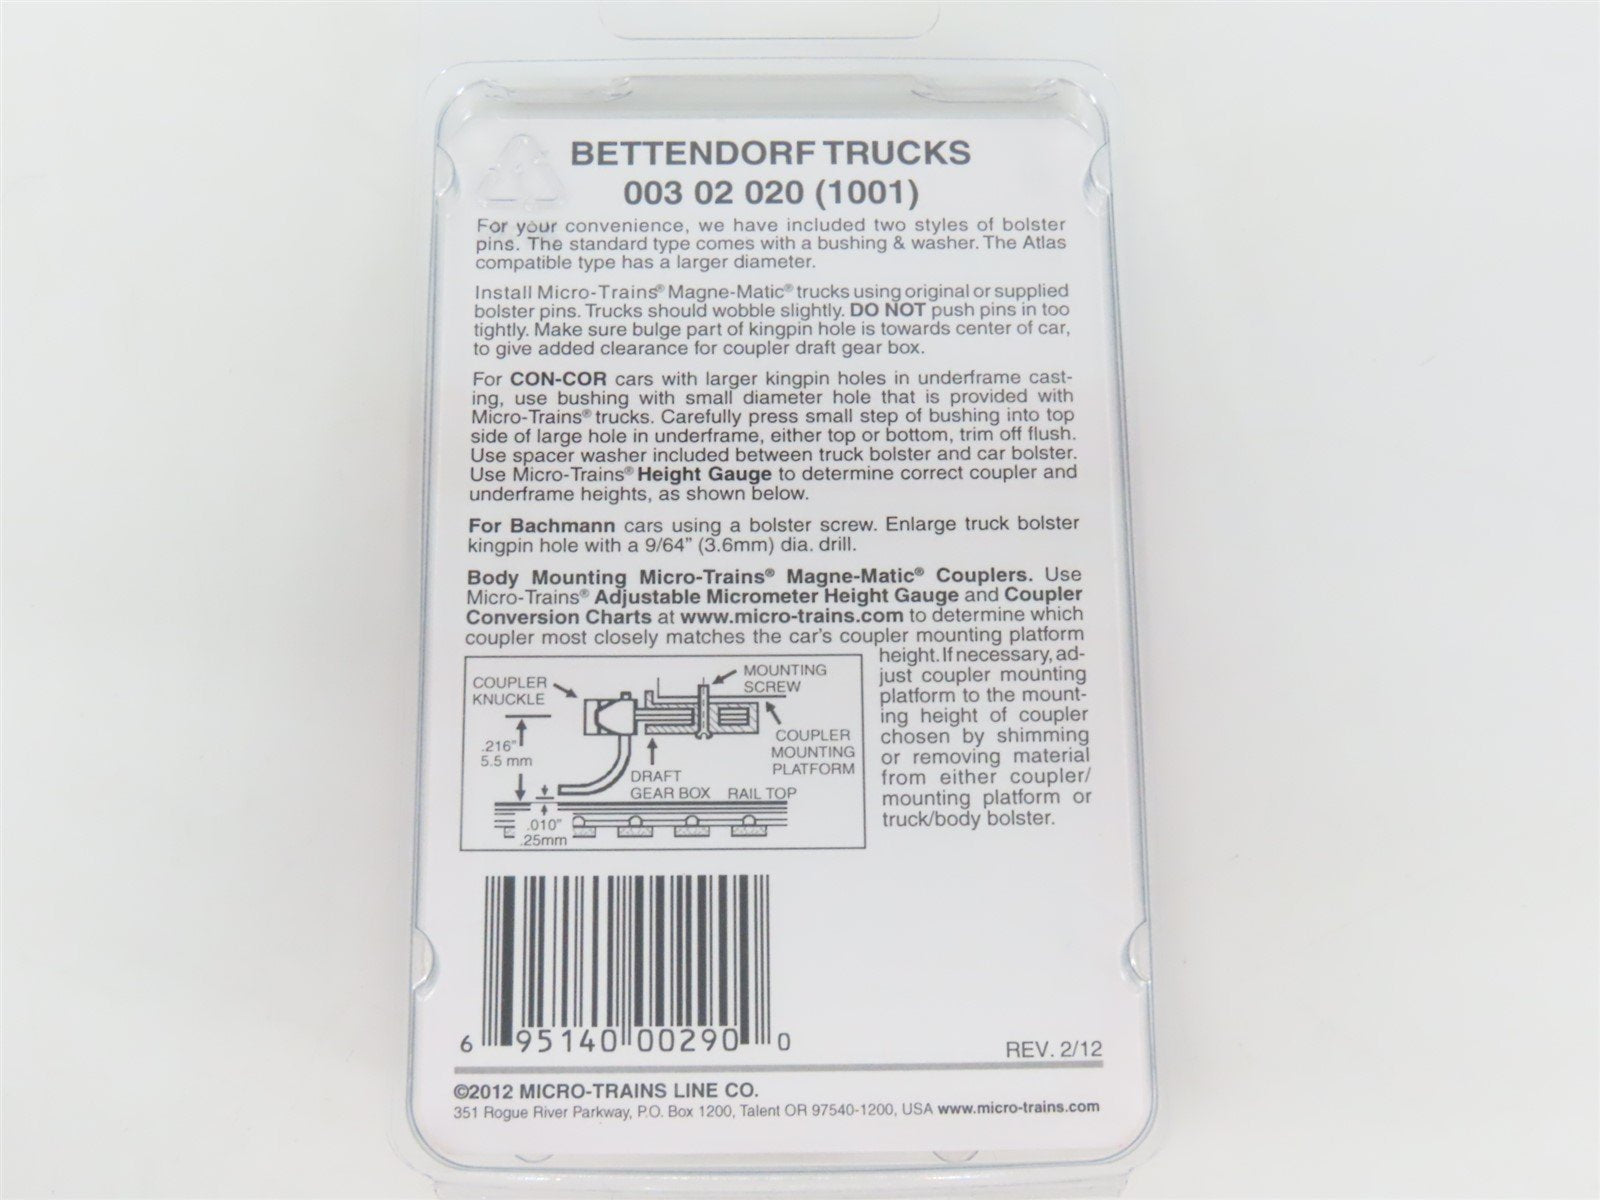 BETTENDORF TRUCKS
003 02 020 (1001)
For your convenience, we have included two styles of bolster
pins. The standard type comes with a bushing & washer. The Atlas
compatible type has a larger diameter.
Install Micro-Trains® Magne-Matic® trucks using original or supplied
bolster pins. Trucks should wobble slightly. DO NOT push pins in too
tightly. Make sure bulge part of kingpin hole is towards center of car,
to give added clearance for coupler draft gear box.
For CON-COR cars with larger kingpin holes in underframe cast-
ing, use bushing with small diameter hole that is provided with
Micro-Trains® trucks. Carefully press small step of bushing into top
side of large hole in underframe, either top or bottom, trim off flush.
Use spacer washer included between truck bolster and car bolster.
Use Micro-Trains® Height Gauge to determine correct coupler and
underframe heights, as shown below.
For Bachmann cars using a bolster screw. Enlarge truck bolster
kingpin hole with a 9/64" (3.6mm) dia. drill.
Body Mounting Micro-Trains® Magne-Matic® Couplers. Use
Micro-Trains® Adjustable Micrometer Height Gauge and Coupler
Conversion Charts at www.micro-trains.com to determine which
coupler most closely matches the car's coupler mounting platform
height. If necessary, ad-
just coupler mounting
platform to the mount-
ing height of coupler
chosen by shimming
or removing material
from either coupler/
mounting platform or
truck/body bolster.
COUPLER
KNUCKLE
MOUNTING
SCREW
.216"
5.5 mm
COUPLER
MOUNTING
PLATFORM
DRAFT
GEAR BOX
RAIL TOP
.010"
.25mm
6 95140 00290 0
REV. 2/12
©2012 MICRO-TRAINS LINE CO.
351 Rogue River Parkway, P.O. Box 1200, Talent OR 97540-1200, USA www.micro-trains.com